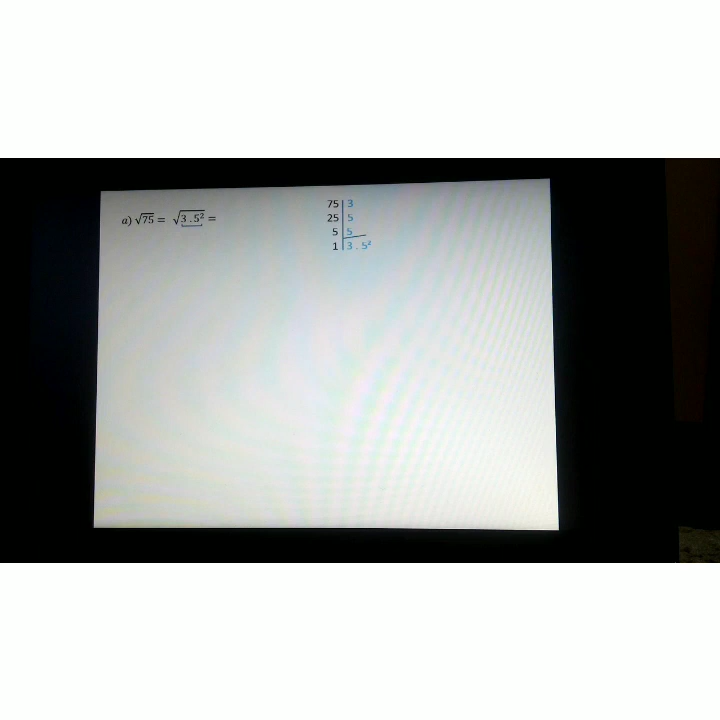 a) √75 = √3 . 5² =
75 | 3
25 | 5
5 | 5
1 | 3 . 5²